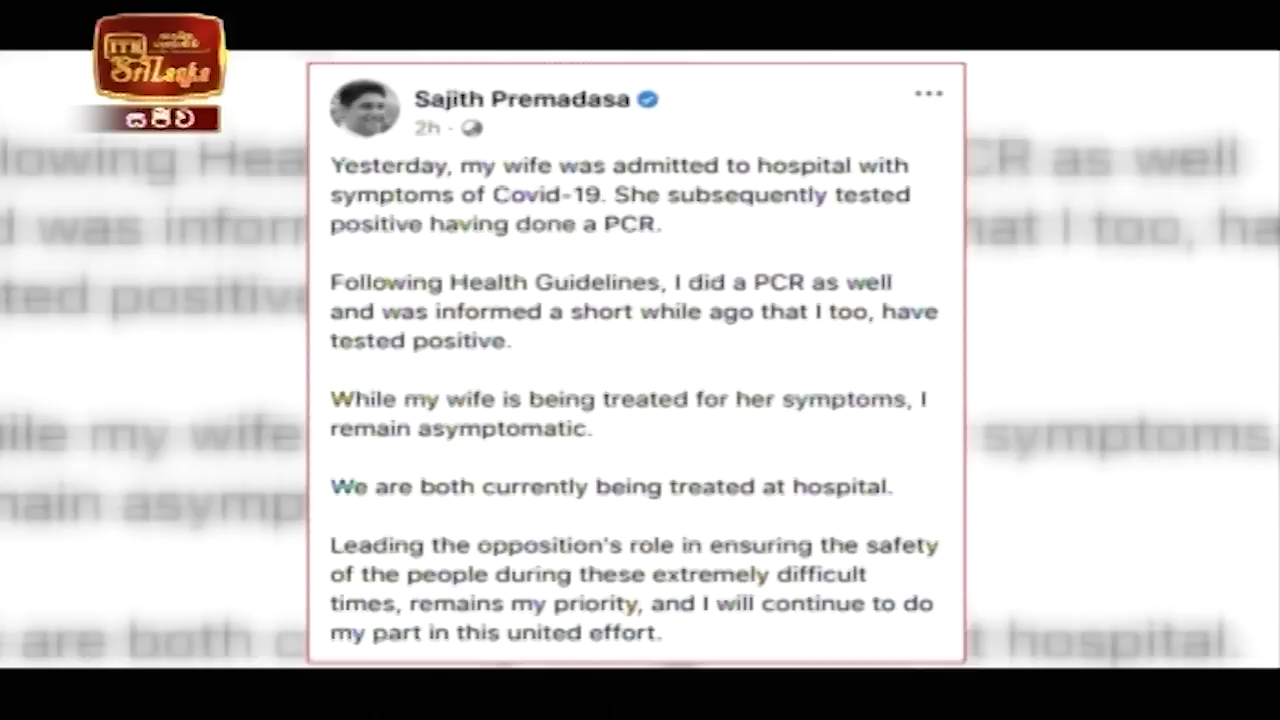 ITN
Sri Lanka
සජීව
Sajith Premadasa
2h ·
Yesterday, my wife was admitted to hospital with
symptoms of Covid-19. She subsequently tested
positive having done a PCR.
Following Health Guidelines, I did a PCR as well
and was informed a short while ago that I too, have
tested positive.
While my wife is being treated for her symptoms, I
remain asymptomatic.
We are both currently being treated at hospital.
Leading the opposition's role in ensuring the safety
of the people during these extremely difficult
times, remains my priority, and I will continue to do
my part in this united effort.